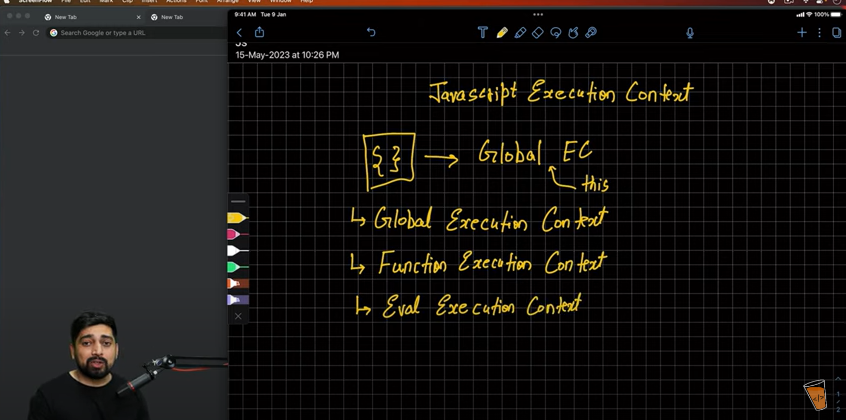 ScreenFlow File Edit Mark Clip Insert Actions Font Arrange View Window Help
New Tab
New Tab
Search Google or type a URL
9:41 AM Tue 9 Jan
100%
JS
15-May-2023 at 10:26 PM
Javascript Execution Context
{ } → Global EC
this
↳ Global Execution Context
↳ Function Execution Context
↳ Eval Execution Context